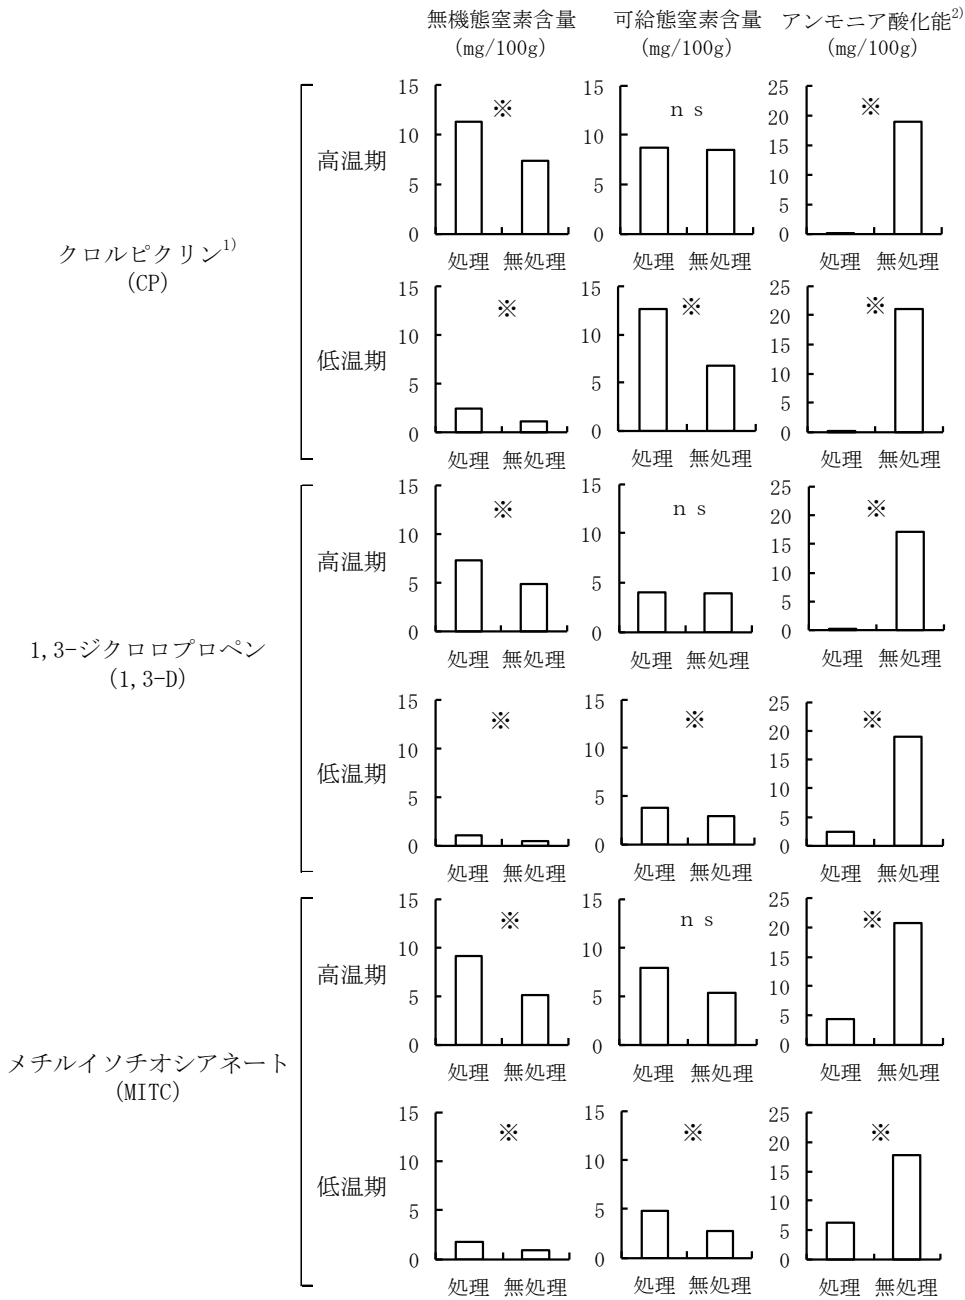 無機態窒素含量 可給態窒素含量 アンモニア酸化能2)
(mg/100g) (mg/100g) (mg/100g)
クロルピクリン1)
(CP)
高温期
15 10 5 0 ※ 処理 無処理
15 10 5 0 ns 処理 無処理
25 20 15 10 5 0 ※ 処理 無処理
低温期
15 10 5 0 ※ 処理 無処理
15 10 5 0 ※ 処理 無処理
25 20 15 10 5 0 ※ 処理 無処理
1,3-ジクロロプロペン
(1,3-D)
高温期
15 10 5 0 ※ 処理 無処理
15 10 5 0 ns 処理 無処理
25 20 15 10 5 0 ※ 処理 無処理
低温期
15 10 5 0 ※ 処理 無処理
15 10 5 0 ※ 処理 無処理
25 20 15 10 5 0 ※ 処理 無処理
メチルイソチオシアネート
(MITC)
高温期
15 10 5 0 ※ 処理 無処理
15 10 5 0 ns 処理 無処理
25 20 15 10 5 0 ※ 処理 無処理
低温期
15 10 5 0 ※ 処理 無処理
15 10 5 0 ※ 処理 無処理
25 20 15 10 5 0 ※ 処理 無処理